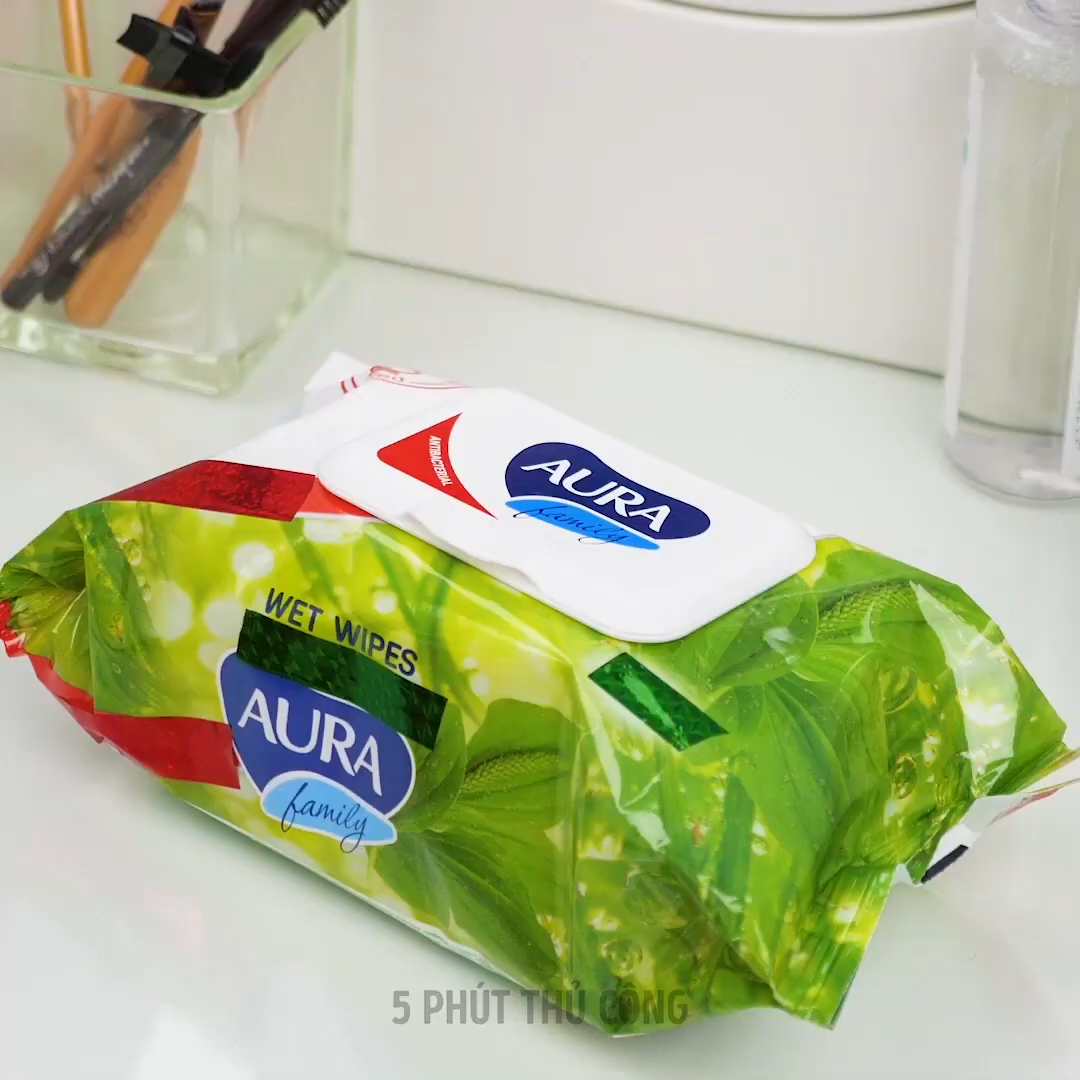 ANTIBACTERIAL
AURA
family
WET WIPES
AURA
family
5 PHÚT THỦ CÔNG